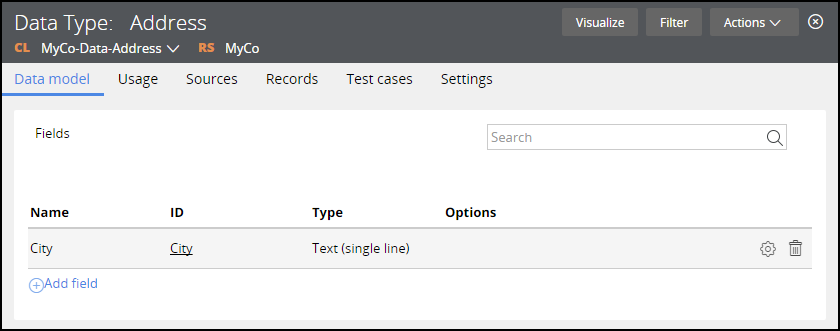 Data Type: Address
Visualize Filter Actions
CL MyCo-Data-Address RS MyCo
Data model Usage Sources Records Test cases Settings
Fields
Search
Name ID Type Options
City City Text (single line)
Add field